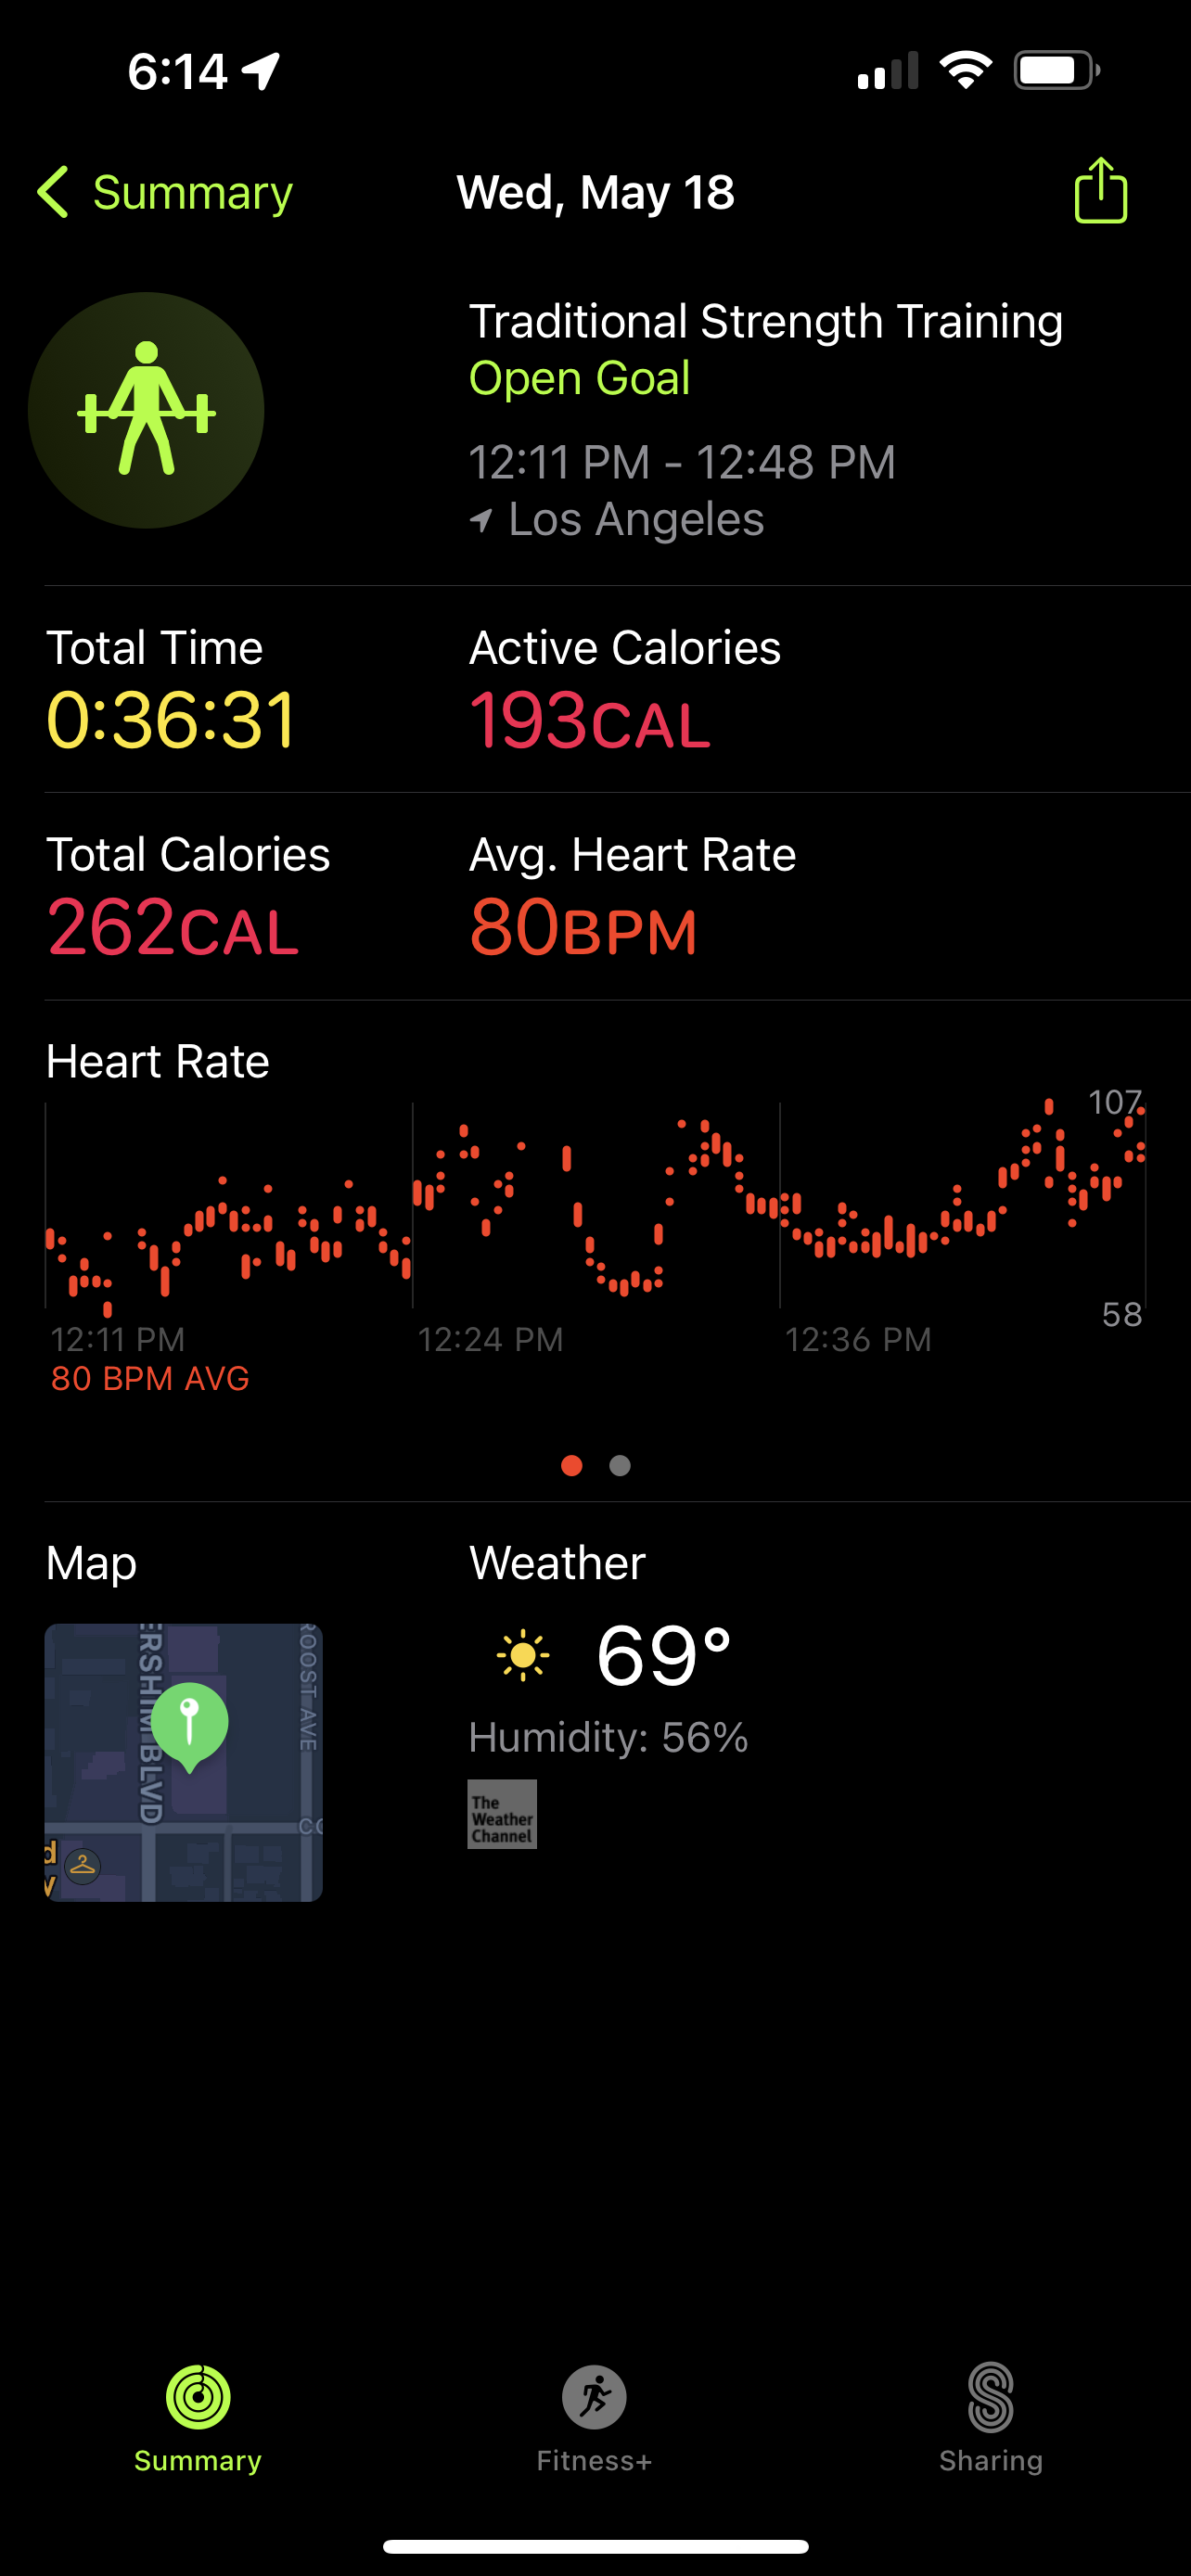 6:14
Summary
Wed, May 18
Traditional Strength Training
Open Goal
12:11 PM - 12:48 PM
Los Angeles
Total Time
Active Calories
0:36:31
193CAL
Total Calories
Avg. Heart Rate
262CAL
80BPM
Heart Rate
107
58
12:11 PM
12:24 PM
12:36 PM
80 BPM AVG
Map
Weather
ERSHIM BLVD
ROOST AVE
CC
d
y
69°
Humidity: 56%
The
Weather
Channel
Summary
Fitness+
Sharing